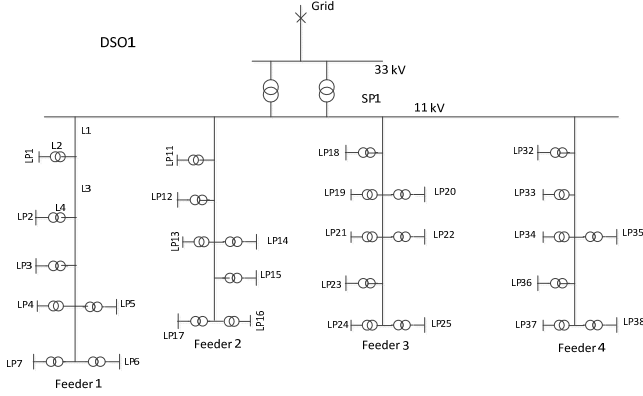 Grid
DSO1
33 kV
SP1
11 kV
L1
L2
LP1
L3
L4
LP2
LP3
LP4
LP5
LP7
LP6
Feeder 1
LP11
LP12
LP13
LP14
LP15
LP16
LP17
Feeder 2
LP18
LP19
LP20
LP21
LP22
LP23
LP24
LP25
Feeder 3
LP32
LP33
LP34
LP35
LP36
LP37
LP38
Feeder 4